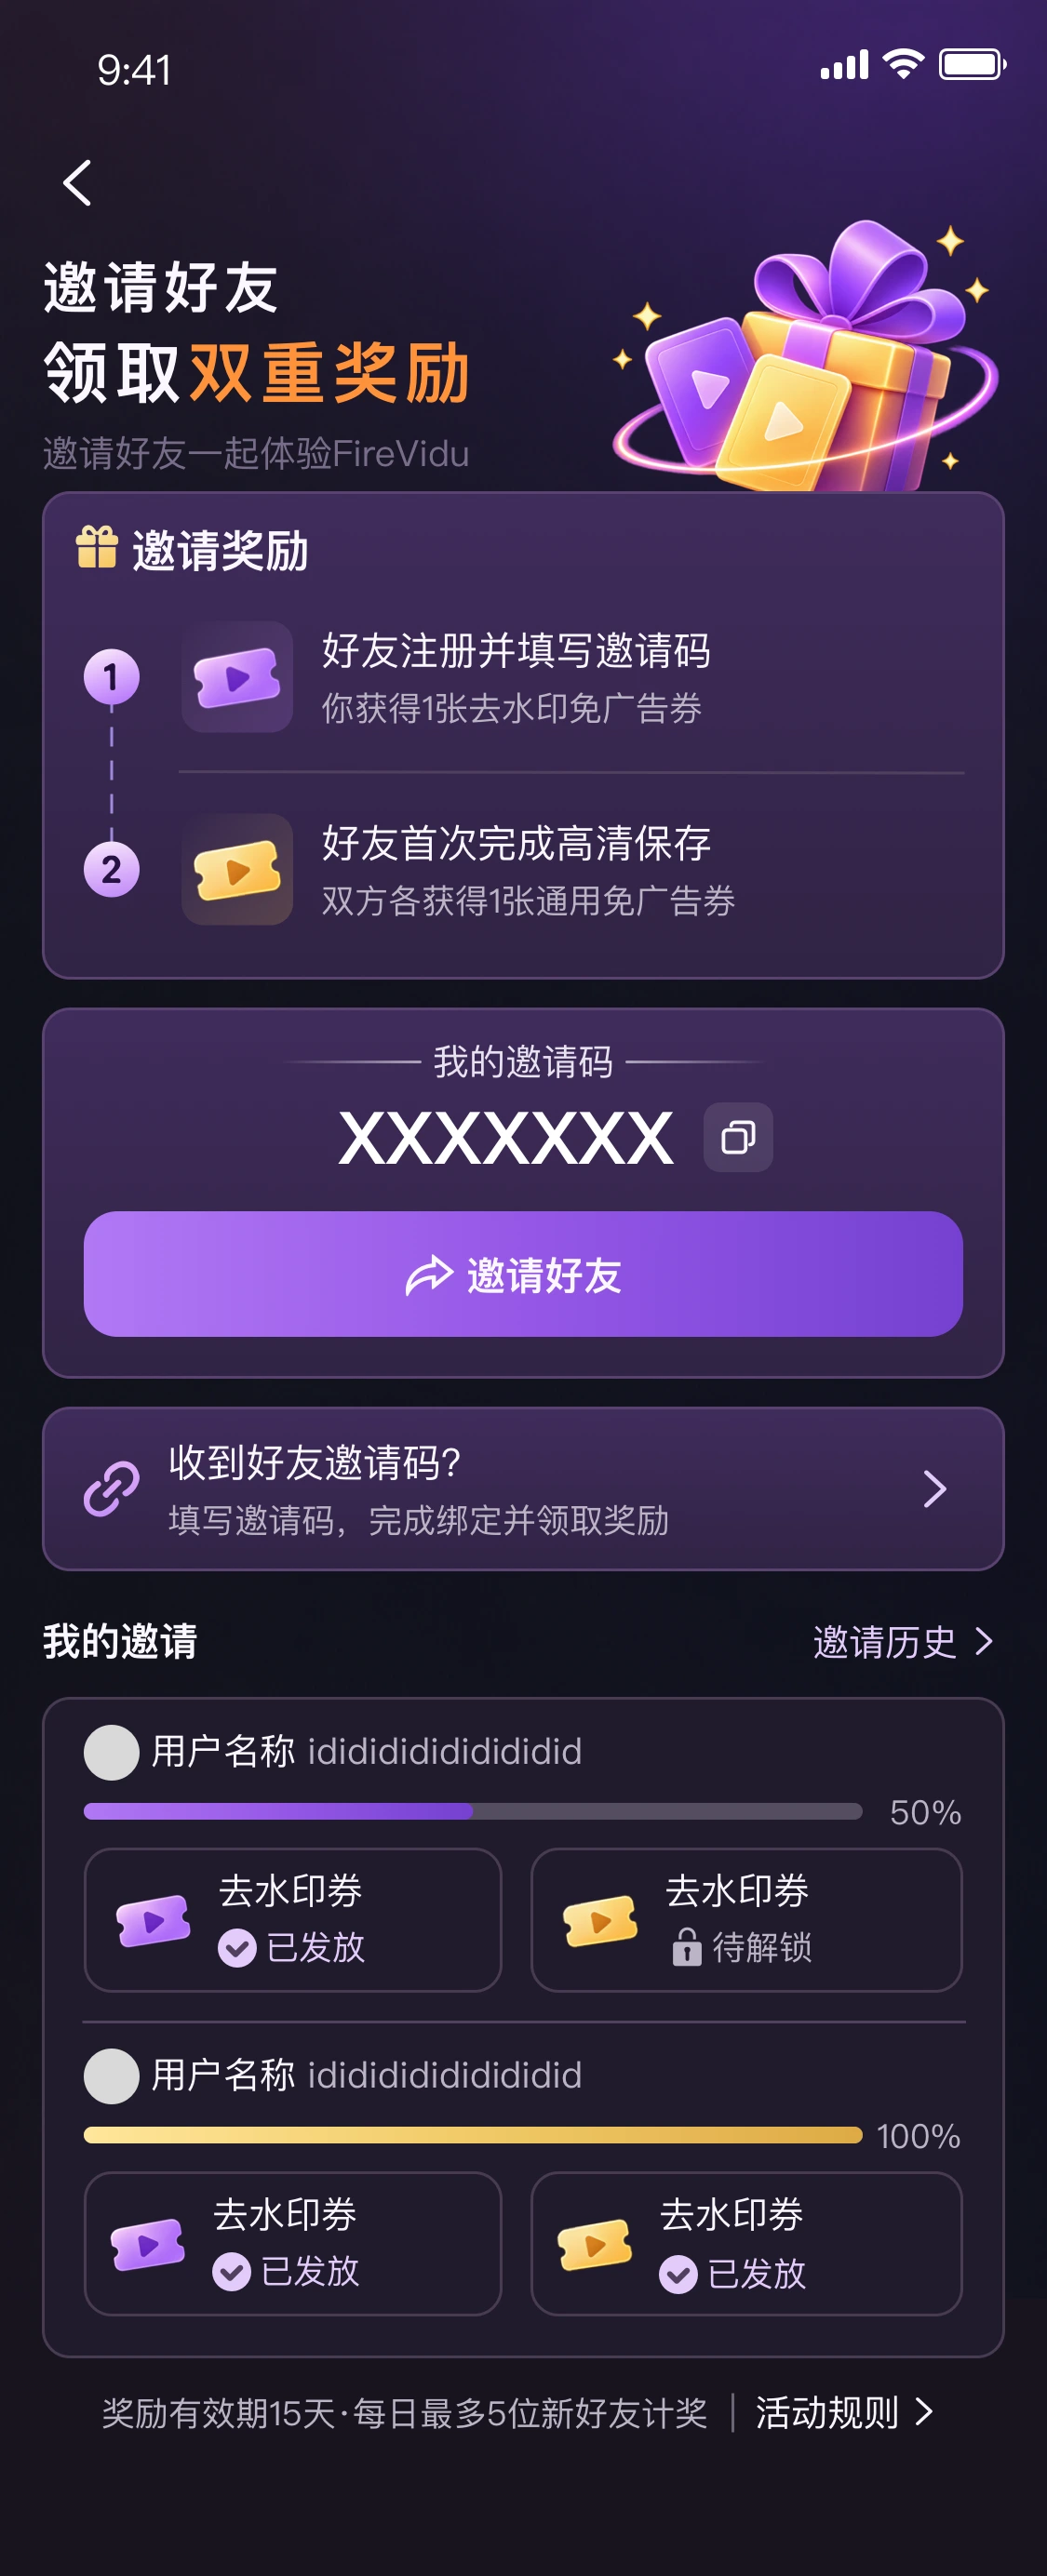 9:41
邀请好友
领取双重奖励
邀请好友一起体验FireVidu
邀请奖励
1
好友注册并填写邀请码
你获得1张去水印免广告券
2
好友首次完成高清保存
双方各获得1张通用免广告券
我的邀请码
XXXXXXX
邀请好友
收到好友邀请码?
填写邀请码，完成绑定并领取奖励
我的邀请
邀请历史
用户名称 idididididididid
50%
去水印券
已发放
去水印券
待解锁
用户名称 idididididididid
100%
去水印券
已发放
去水印券
已发放
奖励有效期15天·每日最多5位新好友计奖 | 活动规则